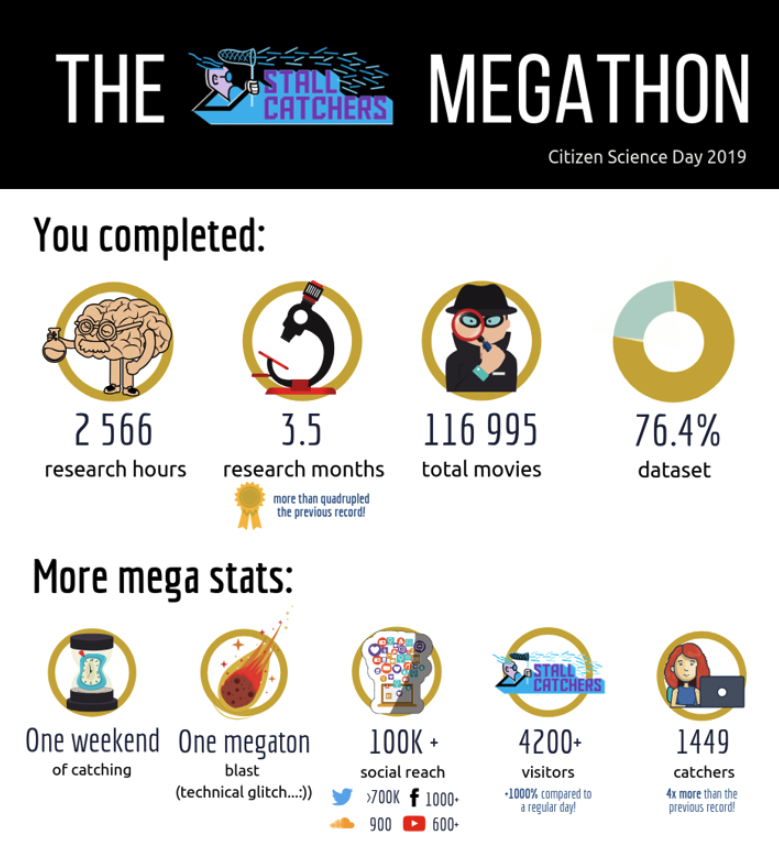 THE STALL CATCHERS MEGATHON
Citizen Science Day 2019
You completed:
2 566
research hours
3.5
research months
more than quadrupled
the previous record!
116 995
total movies
76.4%
dataset
More mega stats:
One weekend
of catching
One megaton
blast
(technical glitch...:))
100K +
social reach
>700K 1000+
900 600+
STALL
CATCHERS
4200+
visitors
+1000% compared to
a regular day!
1449
catchers
4x more than the
previous record!